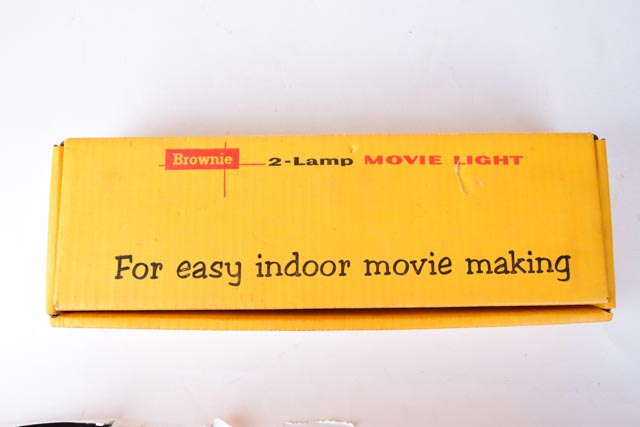 Brownie 2-Lamp MOVIE LIGHT
For easy indoor movie making